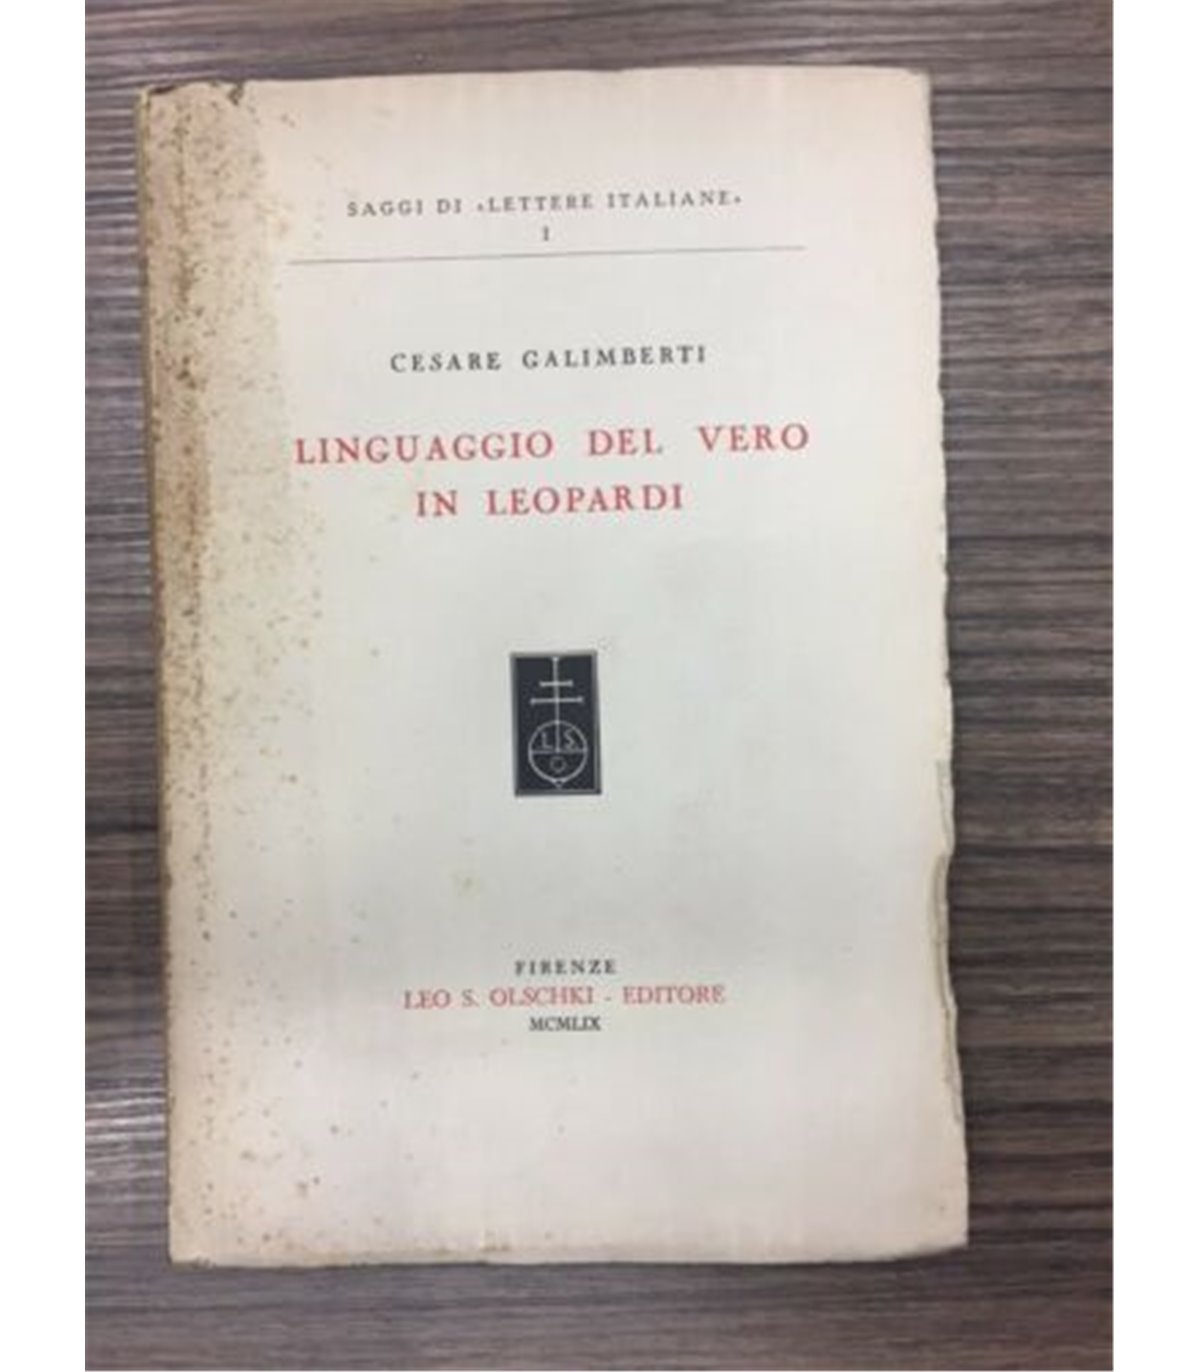 SAGGI DI «LETTERE ITALIANE»
I
CESARE GALIMBERTI
LINGUAGGIO DEL VERO
IN LEOPARDI
L. S.
O
FIRENZE
LEO S. OLSCHKI - EDITORE
MCMLIX